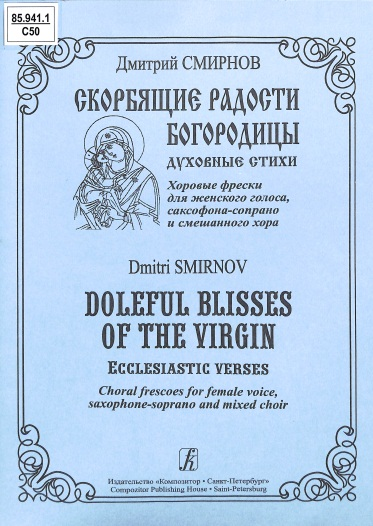 85.941.1
С50
Дмитрий СМИРНОВ
СКОРБЯЩИЕ РАДОСТИ
БОГОРОДИЦЫ
ДУХОВНЫЕ СТИХИ
Хоровые фрески
для женского голоса,
саксофона-сопрано
и смешанного хора
Dmitri SMIRNOV
DOLEFUL BLISSES
OF THE VIRGIN
ECCLESIASTIC VERSES
Choral frescoes for female voice,
saxophone-soprano and mixed choir
Издательство «Композитор • Санкт-Петербург»
Compozitor Publishing House • Saint-Petersburg